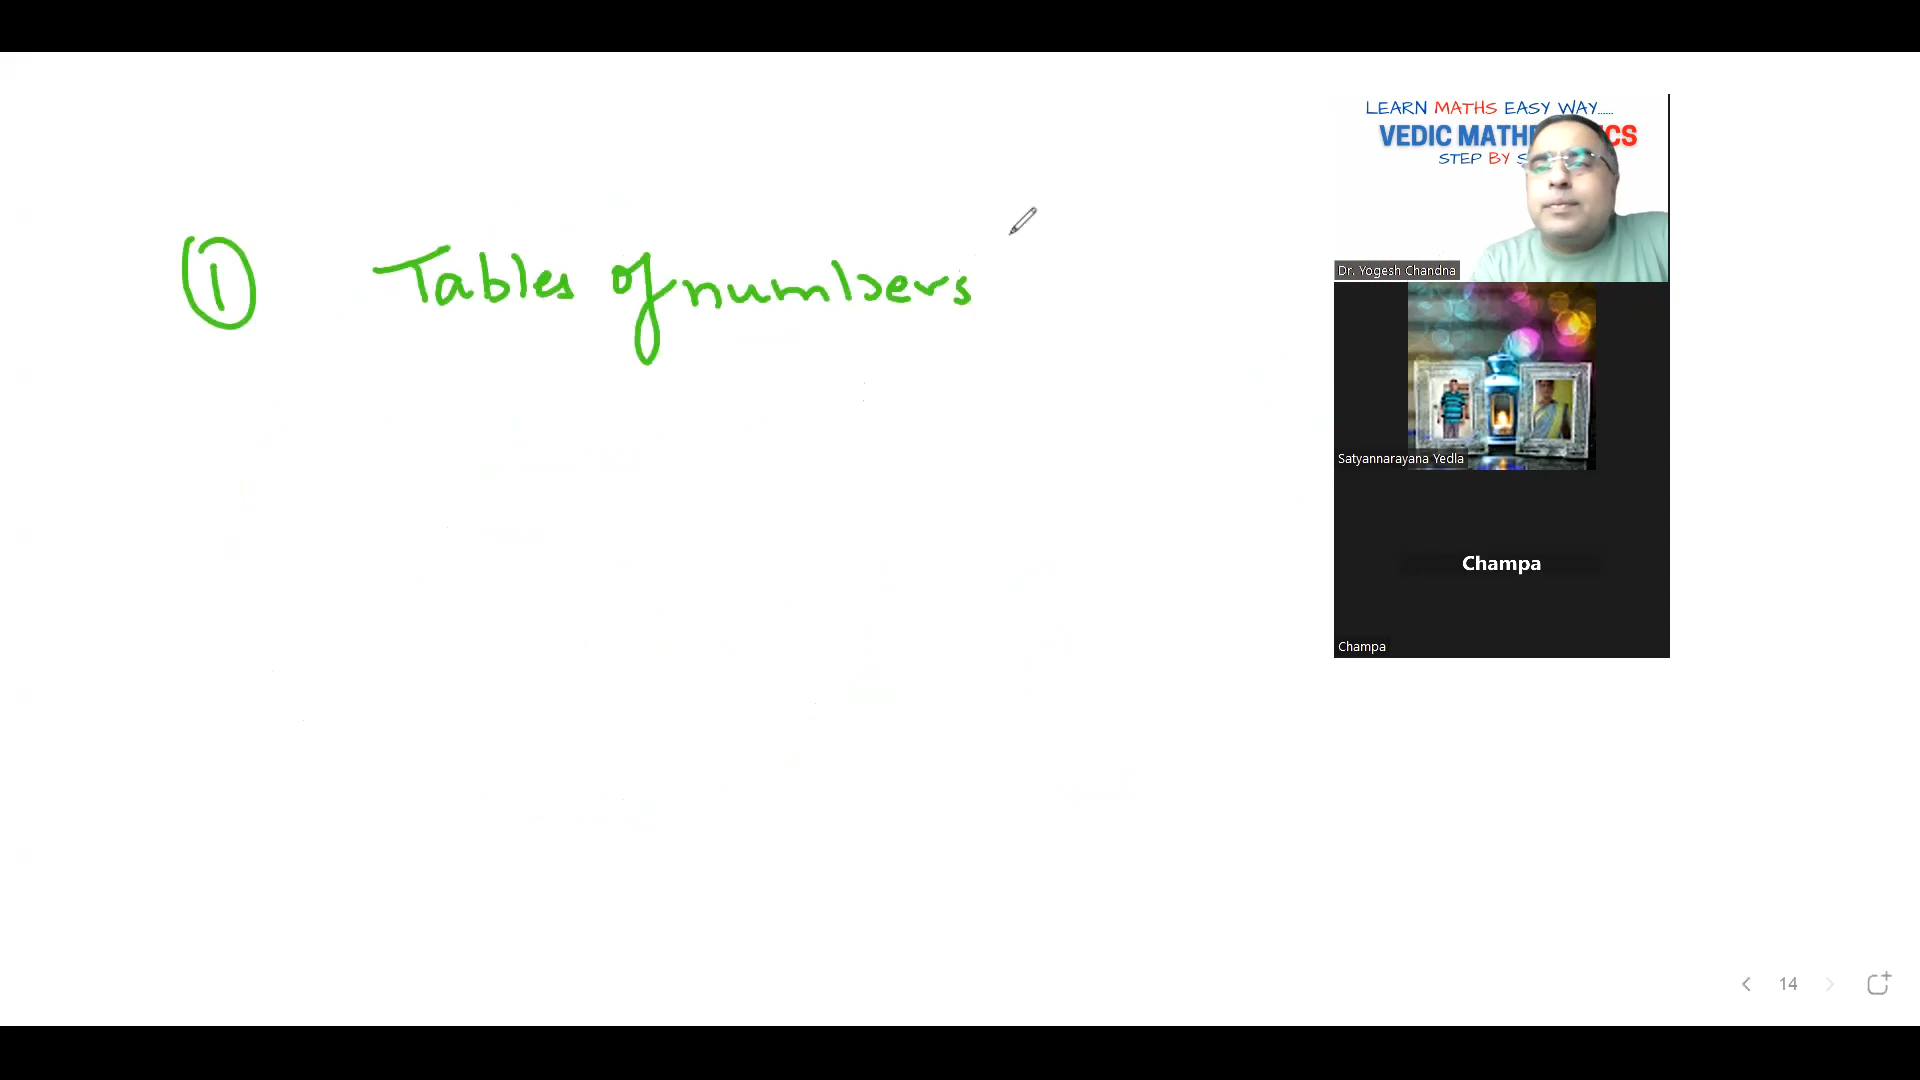 LEARN MATHS EASY WAY......
VEDIC MATHE CS
STEP BY S
① Tables of numbers
Dr. Yogesh Chandna
Satyannarayana Yedla
Champa
Champa
14